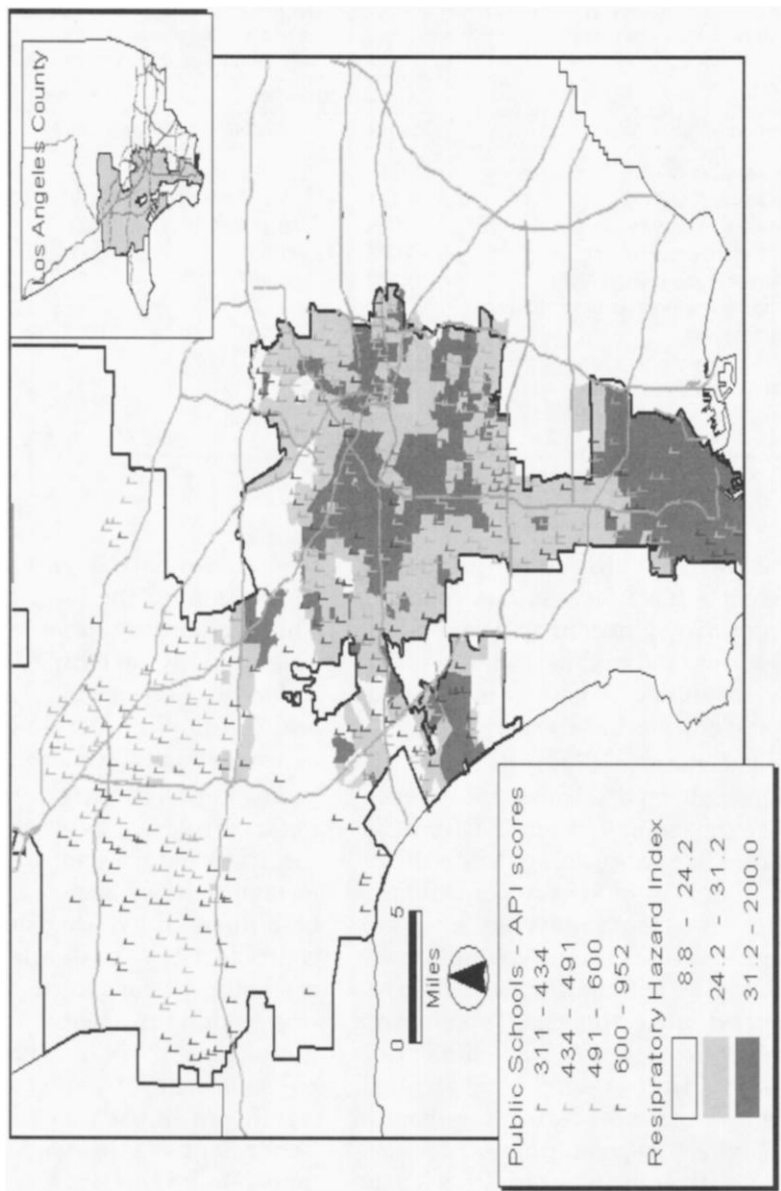 Los Angeles County
0
5
Miles
Public Schools - API scores
311 - 434
434 - 491
491 - 600
600 - 952
Resipratory Hazard Index
8.8 - 24.2
24.2 - 31.2
31.2 - 200.0